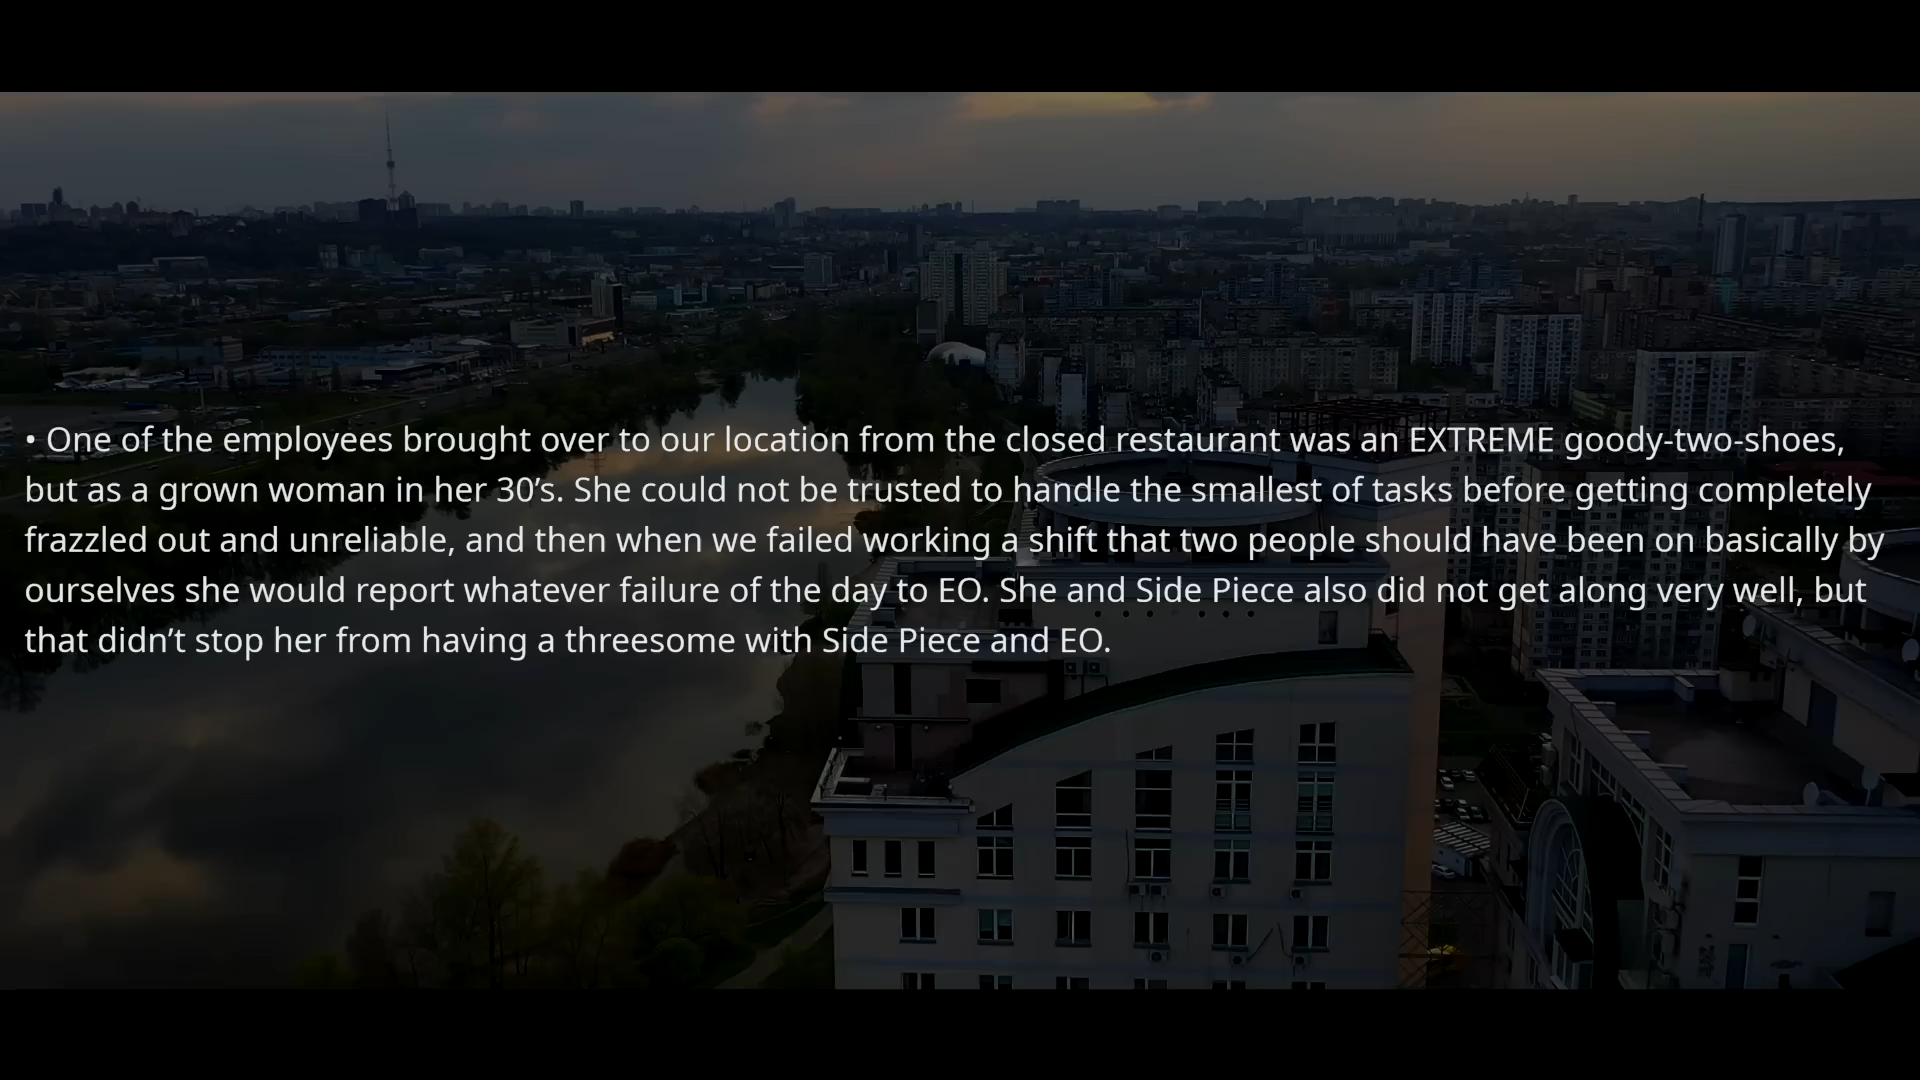 • One of the employees brought over to our location from the closed restaurant was an EXTREME goody-two-shoes,
but as a grown woman in her 30’s. She could not be trusted to handle the smallest of tasks before getting completely
frazzled out and unreliable, and then when we failed working a shift that two people should have been on basically by
ourselves she would report whatever failure of the day to EO. She and Side Piece also did not get along very well, but
that didn’t stop her from having a threesome with Side Piece and EO.